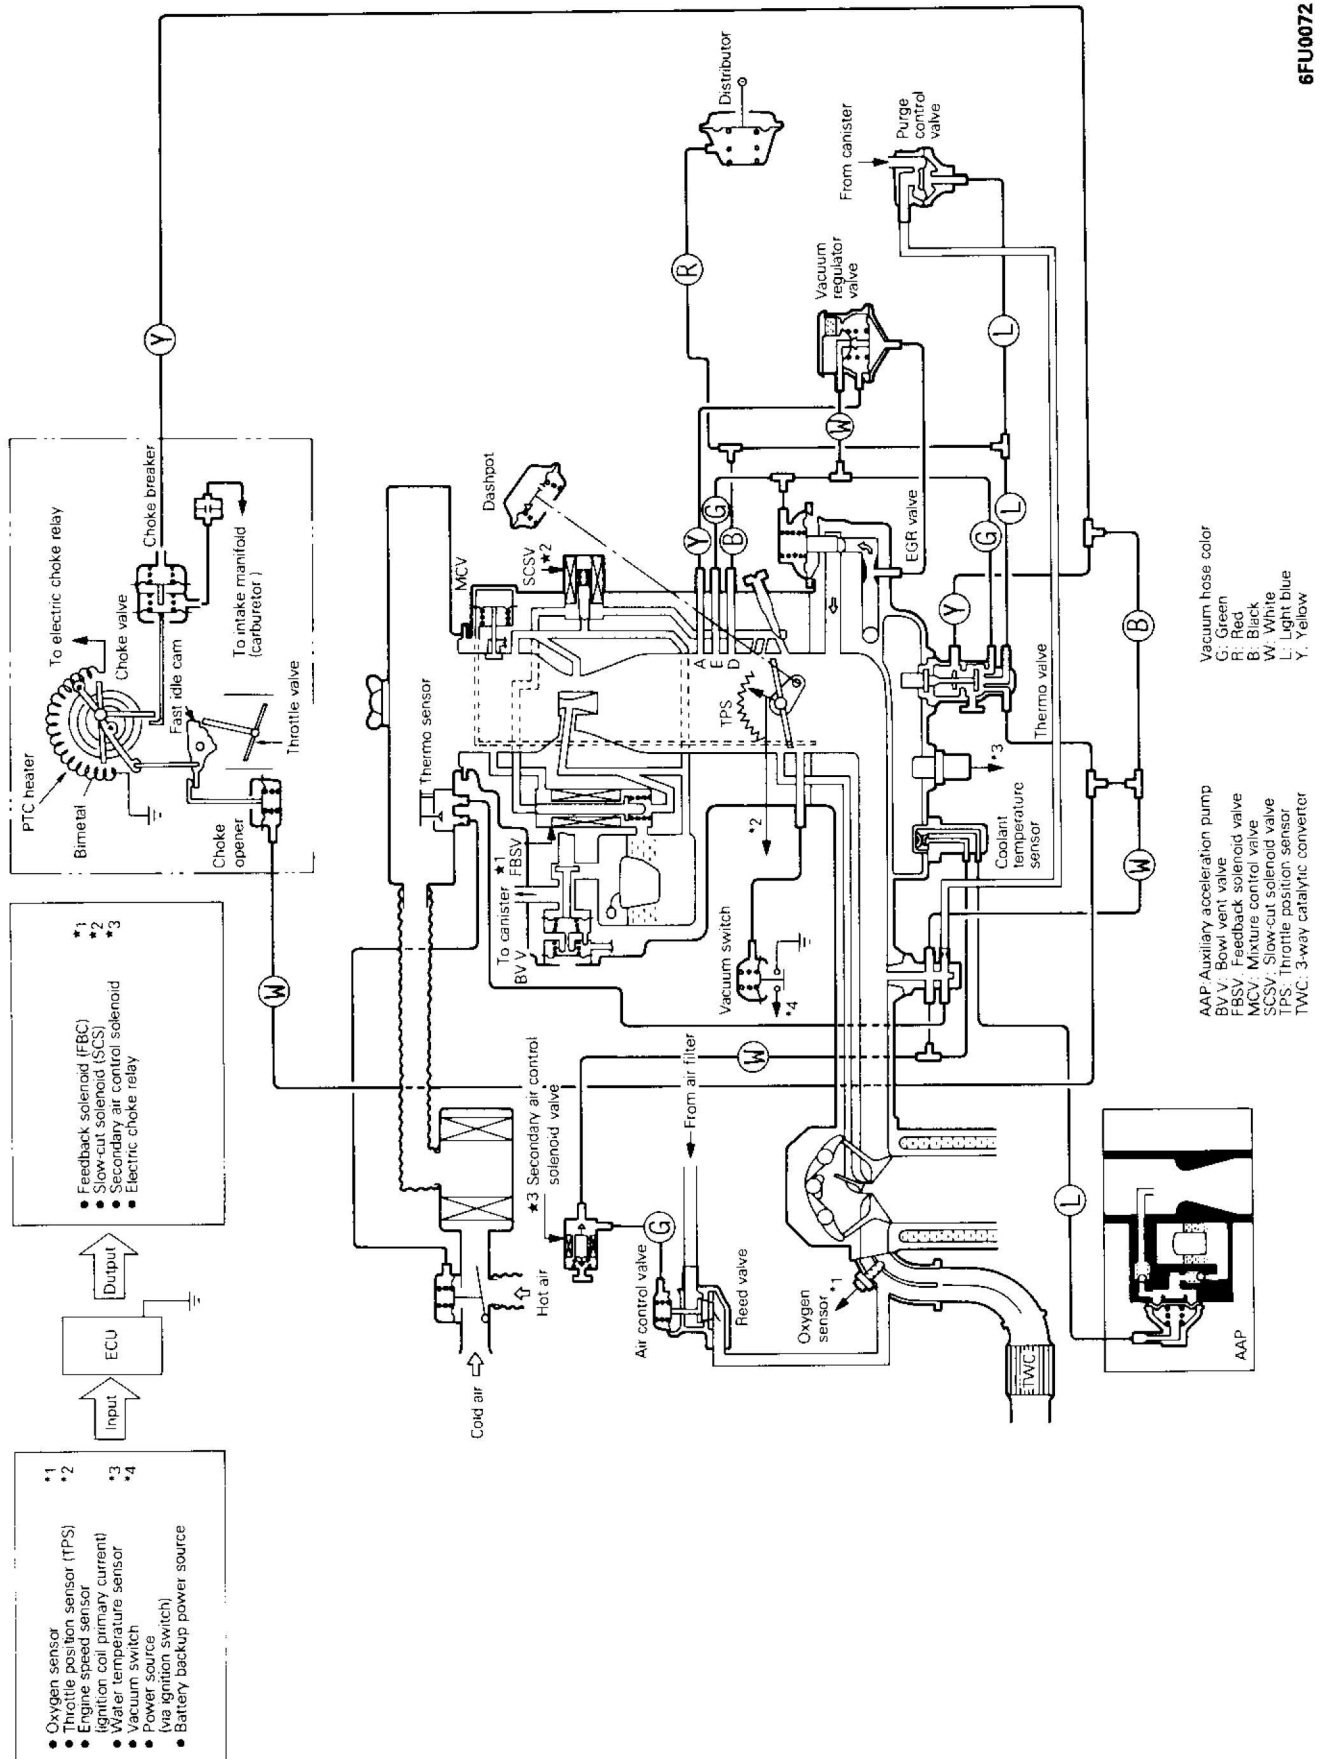 6FU0072
● Oxygen sensor *1
● Throttle position sensor (TPS) *2
● Engine speed sensor
(ignition coil primary current)
● Water temperature sensor *3
● Vacuum switch *4
● Power source
(via ignition switch)
● Battery backup power source
Input
ECU
Output
● Feedback solenoid (FBC) *1
● Slow-cut solenoid (SCS) *2
● Secondary air control solenoid *3
● Electric choke relay
PTC heater
Bimetal
To electric choke relay
Choke valve
Choke breaker
Fast idle cam
To intake manifold
(carburetor)
Throttle valve
Choke
opener
Y
W
Distributor
R
From canister
Purge
control
valve
Vacuum
regulator
valve
W
L
Dashpot
MCV
SCSV
★2
Thermo sensor
★1
FBSV
To canister
BV V
Y
G
B
A
E
D
TPS
*2
EGR valve
Vacuum switch
*4
Cold air
Hot air
★3 Secondary air control
solenoid valve
G
Air control valve
From air filter
Reed valve
W
Oxygen
sensor *1
TWC
Coolant
temperature
sensor
*3
Thermo valve
Y
G
L
B
W
L
AAP
Vacuum hose color
G: Green
R: Red
B: Black
W: White
L: Light blue
Y: Yellow
AAP: Auxiliary acceleration pump
BV V: Bowl vent valve
FBSV: Feedback solenoid valve
MCV: Mixture control valve
SCSV: Slow-cut solenoid valve
TPS: Throttle position sensor
TWC: 3-way catalytic converter